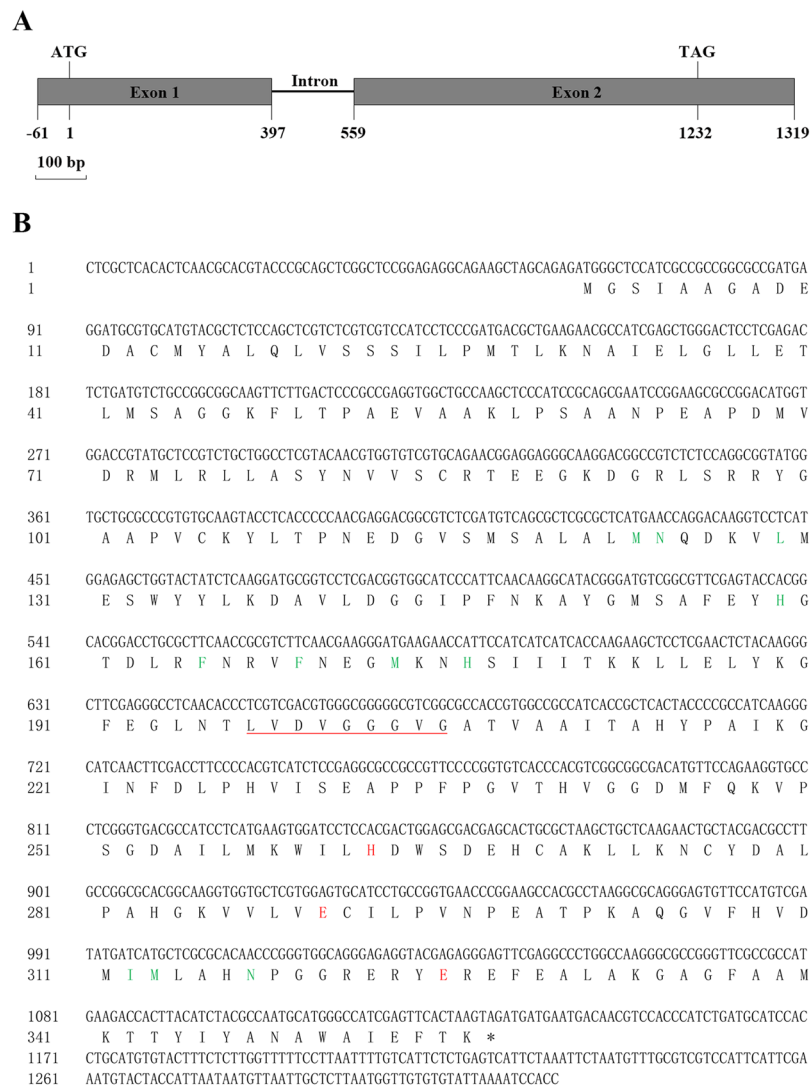 A
ATG TAG
Exon 1 Intron Exon 2
-61 1 397 559 1232 1319
100 bp
B
1 CTCGCTCACACTCAACGCACGTACCCGCAGCTCGGCTCCGGAGAGGCAGAAGCTAGCAGAGATGGGCTCCATCGCCGCCGGCGCCGATGA
1 M G S I A A G A D E
91 GGATGCGTGCATGTACGCTCTCCAGCTCGTCTCGTCGTCCATCCTCCCGATGACGCTGAAGAACGCCATCGAGCTGGGACTCCTCGAGAC
11 D A C M Y A L Q L V S S S I L P M T L K N A I E L G L L E T
181 TCTGATGTCTGCCGGCGGCAAGTTCTTGACTCCCGCCGAGGTGGCTGCCAAGCTCCCATCCGCAGCGAATCCGGAAGCGCCGGACATGGT
41 L M S A G G K F L T P A E V A A K L P S A A N P E A P D M V
271 GGACCGTATGCTCCGTCTGCTGGCCTCGTACAACGTGGTGTCGTGCAGAACGGAGGAGGGCAAGGACGGCCGTCTCTCCAGGCGGTATGG
71 D R M L R L L A S Y N V V S C R T E E G K D G R L S R R Y G
361 TGCTGCGCCCGTGTGCAAGTACCTCACCCCCAACGAGGACGGCGTCTCGATGTCAGCGCTCGCGCTCATGAACCAGGACAAGGTCCTCAT
101 A A P V C K Y L T P N E D G V S M S A L A L M N Q D K V L M
451 GGAGAGCTGGTACTATCTCAAGGATGCGGTCCTCGACGGTGGCATCCCATTCAACAAGGCATACGGGATGTCGGCGTTCGAGTACCACGG
131 E S W Y Y L K D A V L D G G I P F N K A Y G M S A F E Y H G
541 CACGGACCTGCGCTTCAACCGCGTCTTCAACGAAGGGATGAAGAACCATTCCATCATCATCACCAAGAAGCTCCTCGAACTCTACAAGGG
161 T D L R F N R V F N E G M K N H S I I I T K K L L E L Y K G
631 CTTCGAGGGCCTCAACACCCTCGTCGACGTGGGCGGGGGCGTCGGCGCCACCGTGGCCGCCATCACCGCTCACTACCCCGCCATCAAGGG
191 F E G L N T L V D V G G G V G A T V A A I T A H Y P A I K G
721 CATCAACTTCGACCTTCCCCACGTCATCTCCGAGGCGCCGCCGTTCCCCGGTGTCACCCACGTCGGCGGCGACATGTTCCAGAAGGTGCC
221 I N F D L P H V I S E A P P F P G V T H V G G D M F Q K V P
811 CTCGGGTGACGCCATCCTCATGAAGTGGATCCTCCACGACTGGAGCGACGAGCACTGCGCTAAGCTGCTCAAGAACTGCTACGACGCCTT
251 S G D A I L M K W I L H D W S D E H C A K L L K N C Y D A L
901 GCCGGCGCACGGCAAGGTGGTGCTCGTGGAGTGCATCCTGCCGGTGAACCCGGAAGCCACGCCTAAGGCGCAGGGAGTGTTCCATGTCGA
281 P A H G K V V L V E C I L P V N P E A T P K A Q G V F H V D
991 TATGATCATGCTCGCGCACAACCCGGGTGGCAGGGAGAGGTACGAGAGGGAGTTCGAGGCCCTGGCCAAGGGCGCCGGGTTCGCCGCCAT
311 M I M L A H N P G G R E R Y E R E F E A L A K G A G F A A M
1081 GAAGACCACTTACATCTACGCCAATGCATGGGCCATCGAGTTCACTAAGTAGATGATGAATGACAACGTCCACCCATCTGATGCATCCAC
341 K T T Y I Y A N A W A I E F T K *
1171 CTGCATGTGTACTTTCTCTTGGTTTTTCCTTAATTTTGTCATTCTCTGAGTCATTCTAAATTCTAATGTTTGCGTCGTCCATTCATTCGA
1261 AATGTACTACCATTAATAATGTTAATTGCTCTTAATGGTTGTGTGTATTAAAATCCACC